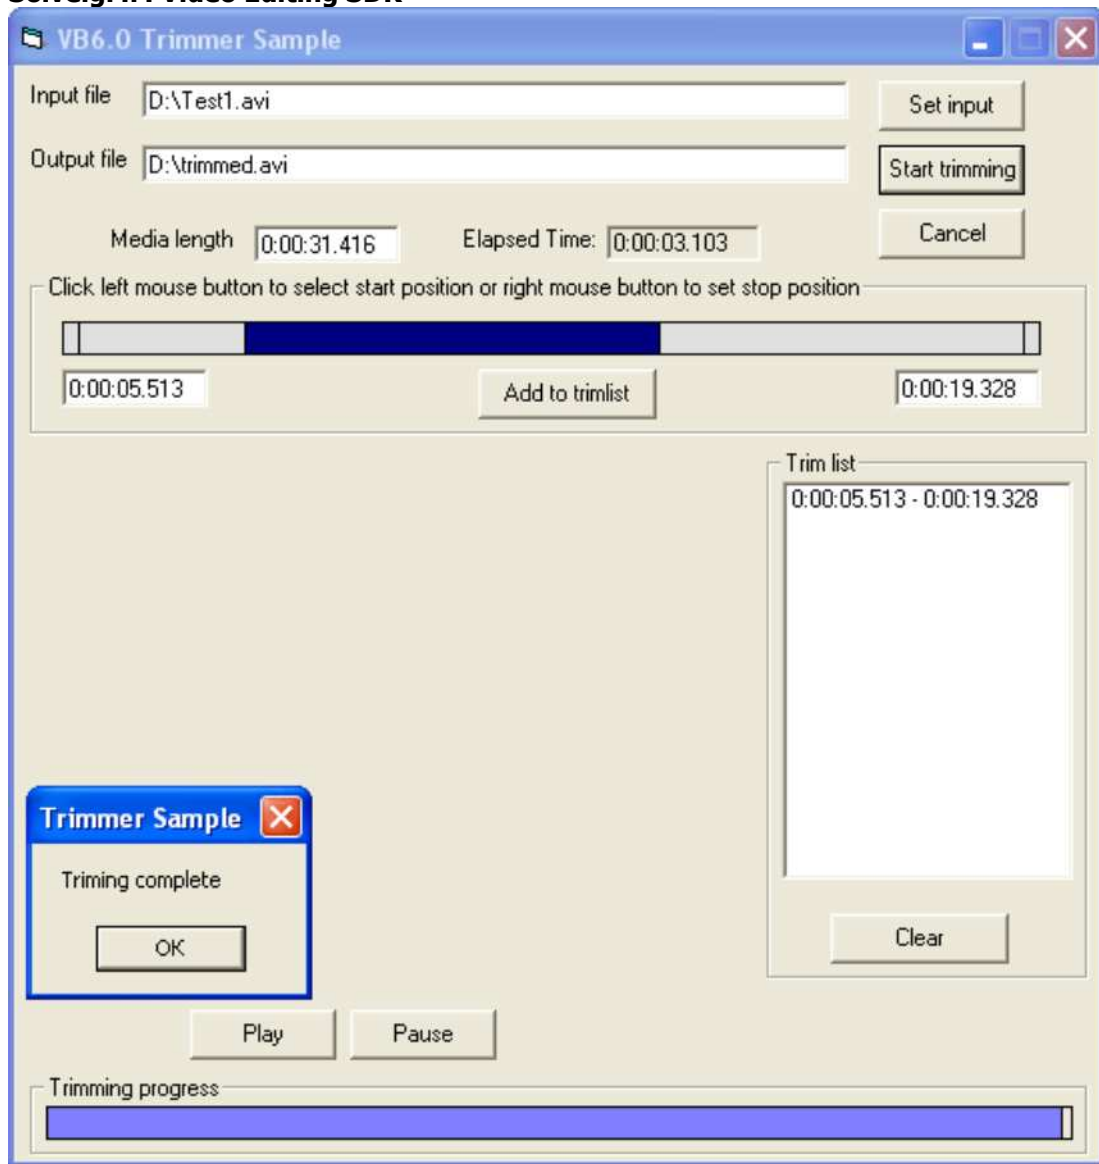 VB6.0 Trimmer Sample
Input file D:\Test1.avi Set input
Output file D:\trimmed.avi Start trimming
Media length 0:00:31.416 Elapsed Time: 0:00:03.103 Cancel
Click left mouse button to select start position or right mouse button to set stop position
0:00:05.513 Add to trimlist 0:00:19.328
Trim list
0:00:05.513 - 0:00:19.328
Trimmer Sample
Triming complete
OK
Clear
Play Pause
Trimming progress